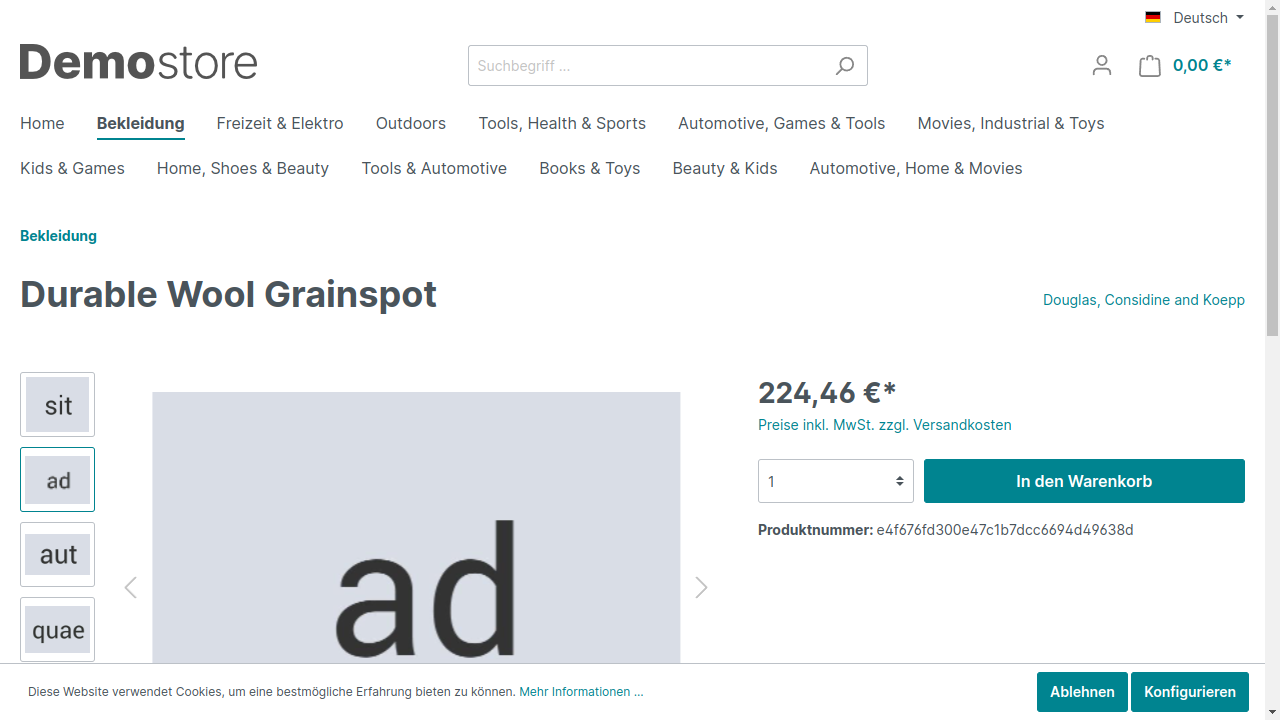 Deutsch
Demostore
Suchbegriff ...
0,00 €*
Home Bekleidung Freizeit & Elektro Outdoors Tools, Health & Sports Automotive, Games & Tools Movies, Industrial & Toys
Kids & Games Home, Shoes & Beauty Tools & Automotive Books & Toys Beauty & Kids Automotive, Home & Movies
Bekleidung
Durable Wool Grainspot
Douglas, Considine and Koepp
sit
ad
aut
quae
ad
224,46 €*
Preise inkl. MwSt. zzgl. Versandkosten
1
In den Warenkorb
Produktnummer: e4f676fd300e47c1b7dcc6694d49638d
Diese Website verwendet Cookies, um eine bestmögliche Erfahrung bieten zu können. Mehr Informationen ...
Ablehnen
Konfigurieren